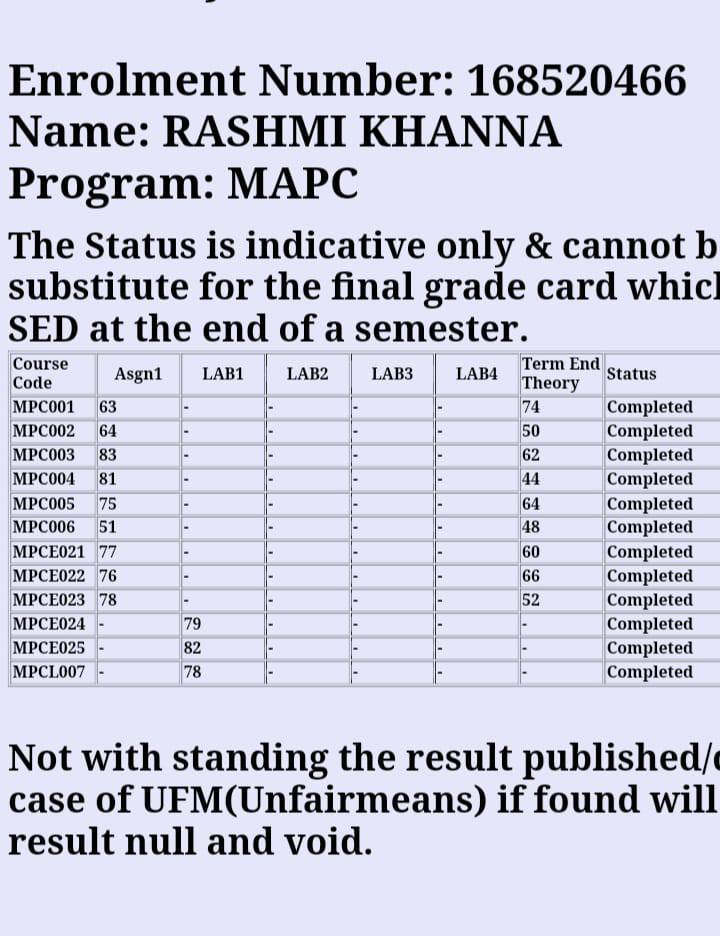 Enrolment Number: 168520466
Name: RASHMI KHANNA
Program: MAPC
The Status is indicative only & cannot b
substitute for the final grade card whicl
SED at the end of a semester.
Course Code Asgn1 LAB1 LAB2 LAB3 LAB4 Term End Theory Status
MPC001 63 - - - - 74 Completed
MPC002 64 - - - - 50 Completed
MPC003 83 - - - - 62 Completed
MPC004 81 - - - - 44 Completed
MPC005 75 - - - - 64 Completed
MPC006 51 - - - - 48 Completed
MPCE021 77 - - - - 60 Completed
MPCE022 76 - - - - 66 Completed
MPCE023 78 - - - - 52 Completed
MPCE024 - 79 - - - - Completed
MPCE025 - 82 - - - - Completed
MPCL007 - 78 - - - - Completed
Not with standing the result published/
case of UFM(Unfairmeans) if found will
result null and void.